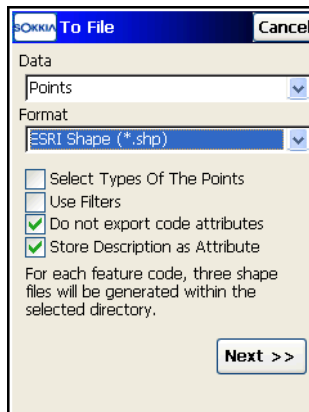 SOKKIA To File Cancel
Data
Points
Format
ESRI Shape (*.shp)
Select Types Of The Points
Use Filters
Do not export code attributes
Store Description as Attribute
For each feature code, three shape
files will be generated within the
selected directory.
Next >>